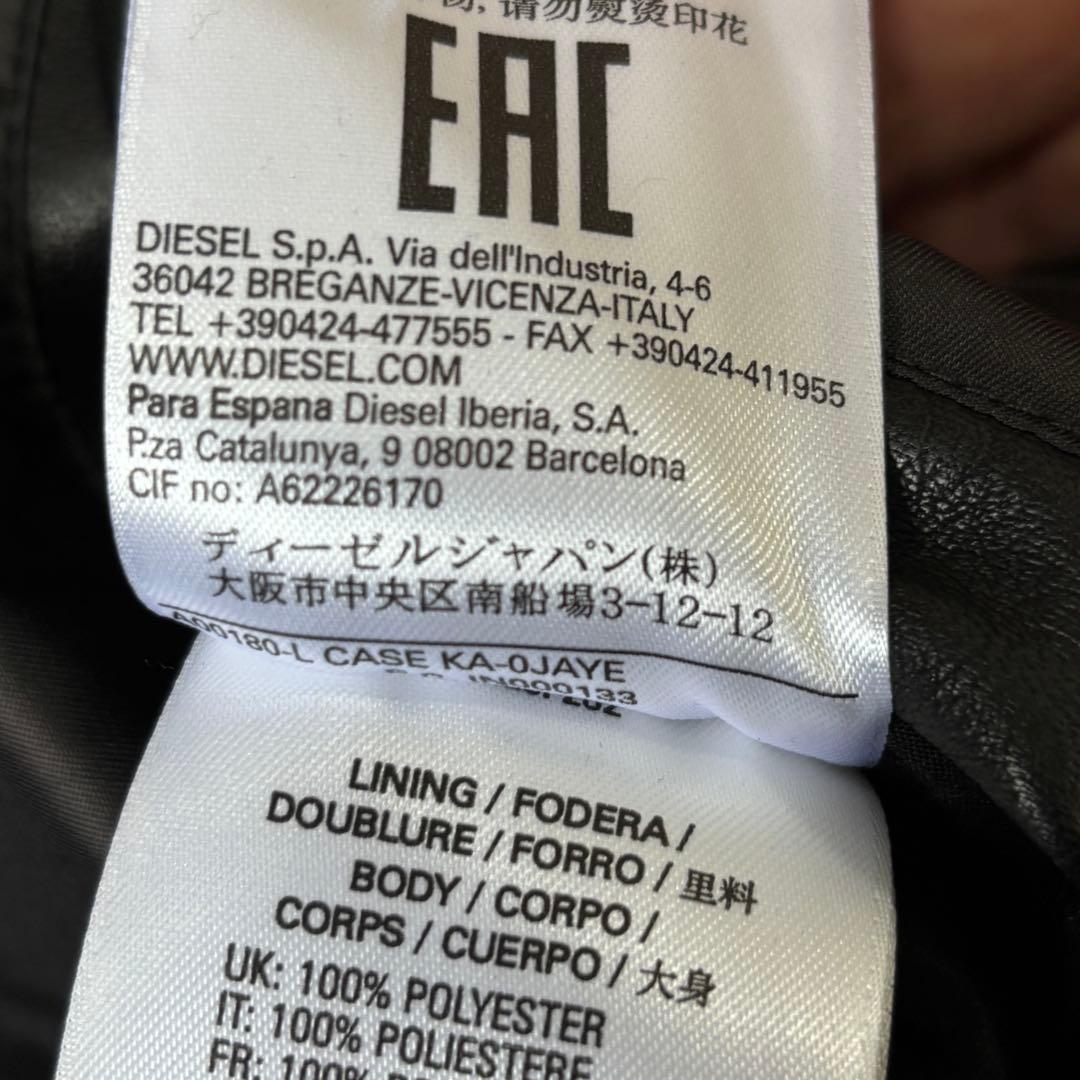 请勿熨烫印花
EAC
DIESEL S.p.A. Via dell'Industria, 4-6
36042 BREGANZE-VICENZA-ITALY
TEL +390424-477555 - FAX +390424-411955
WWW.DIESEL.COM
Para Espana Diesel Iberia, S.A.
P.za Catalunya, 9 08002 Barcelona
CIF no: A62226170
ディーゼルジャパン(株)
大阪市中央区南船場3-12-12
A00180-L CASE KA-0JAYE
IN000133
LINING / FODERA /
DOUBLURE / FORRO / 里料
BODY / CORPO /
CORPS / CUERPO / 大身
UK: 100% POLYESTER
IT: 100% POLIESTERE
FR: 100%